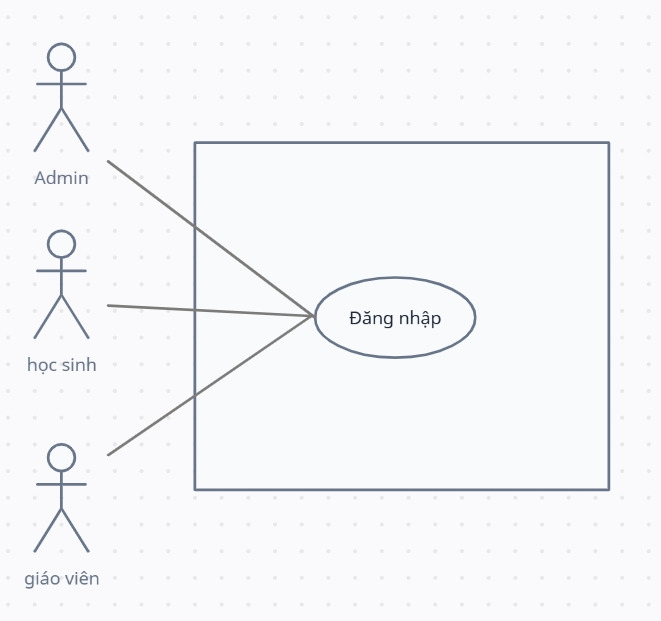 Admin
học sinh
Đăng nhập
giáo viên